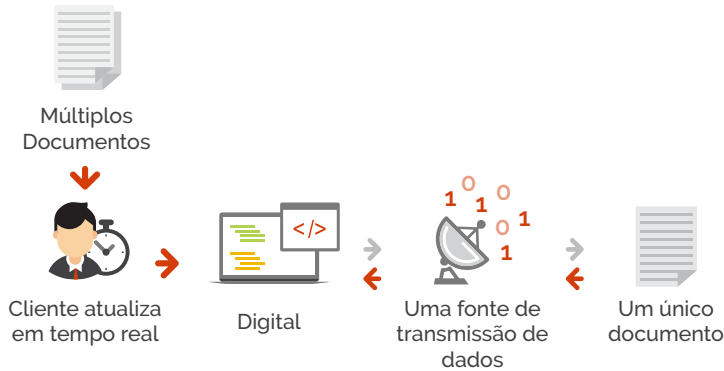 Múltiplos
Documentos
Cliente atualiza
em tempo real
</>
Digital
1 0 1 0 1 0 1
Uma fonte de
transmissão de
dados
Um único
documento